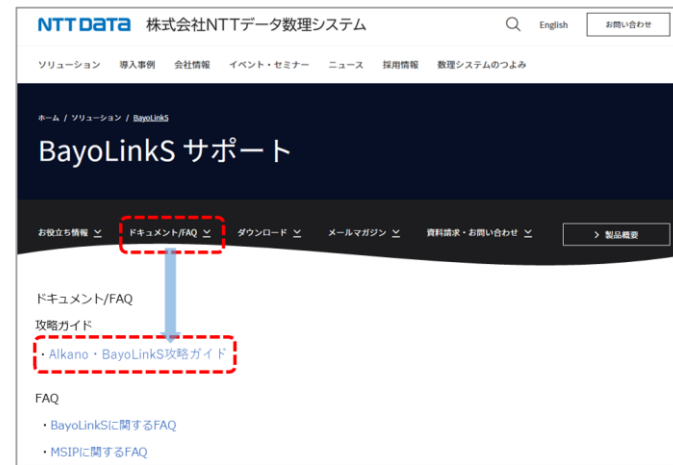 NTT DATA 株式会社NTTデータ数理システム English お問い合わせ
ソリューション 導入事例 会社情報 イベント・セミナー ニュース 採用情報 数理システムのつよみ
ホーム / ソリューション / BayoLinkS
BayoLinkS サポート
お役立ち情報 ドキュメント/FAQ ダウンロード メールマガジン 資料請求・お問い合わせ > 製品概要
ドキュメント/FAQ
攻略ガイド
・Alkano・BayoLinkS攻略ガイド
FAQ
・BayoLinkSに関するFAQ
・MSIPに関するFAQ